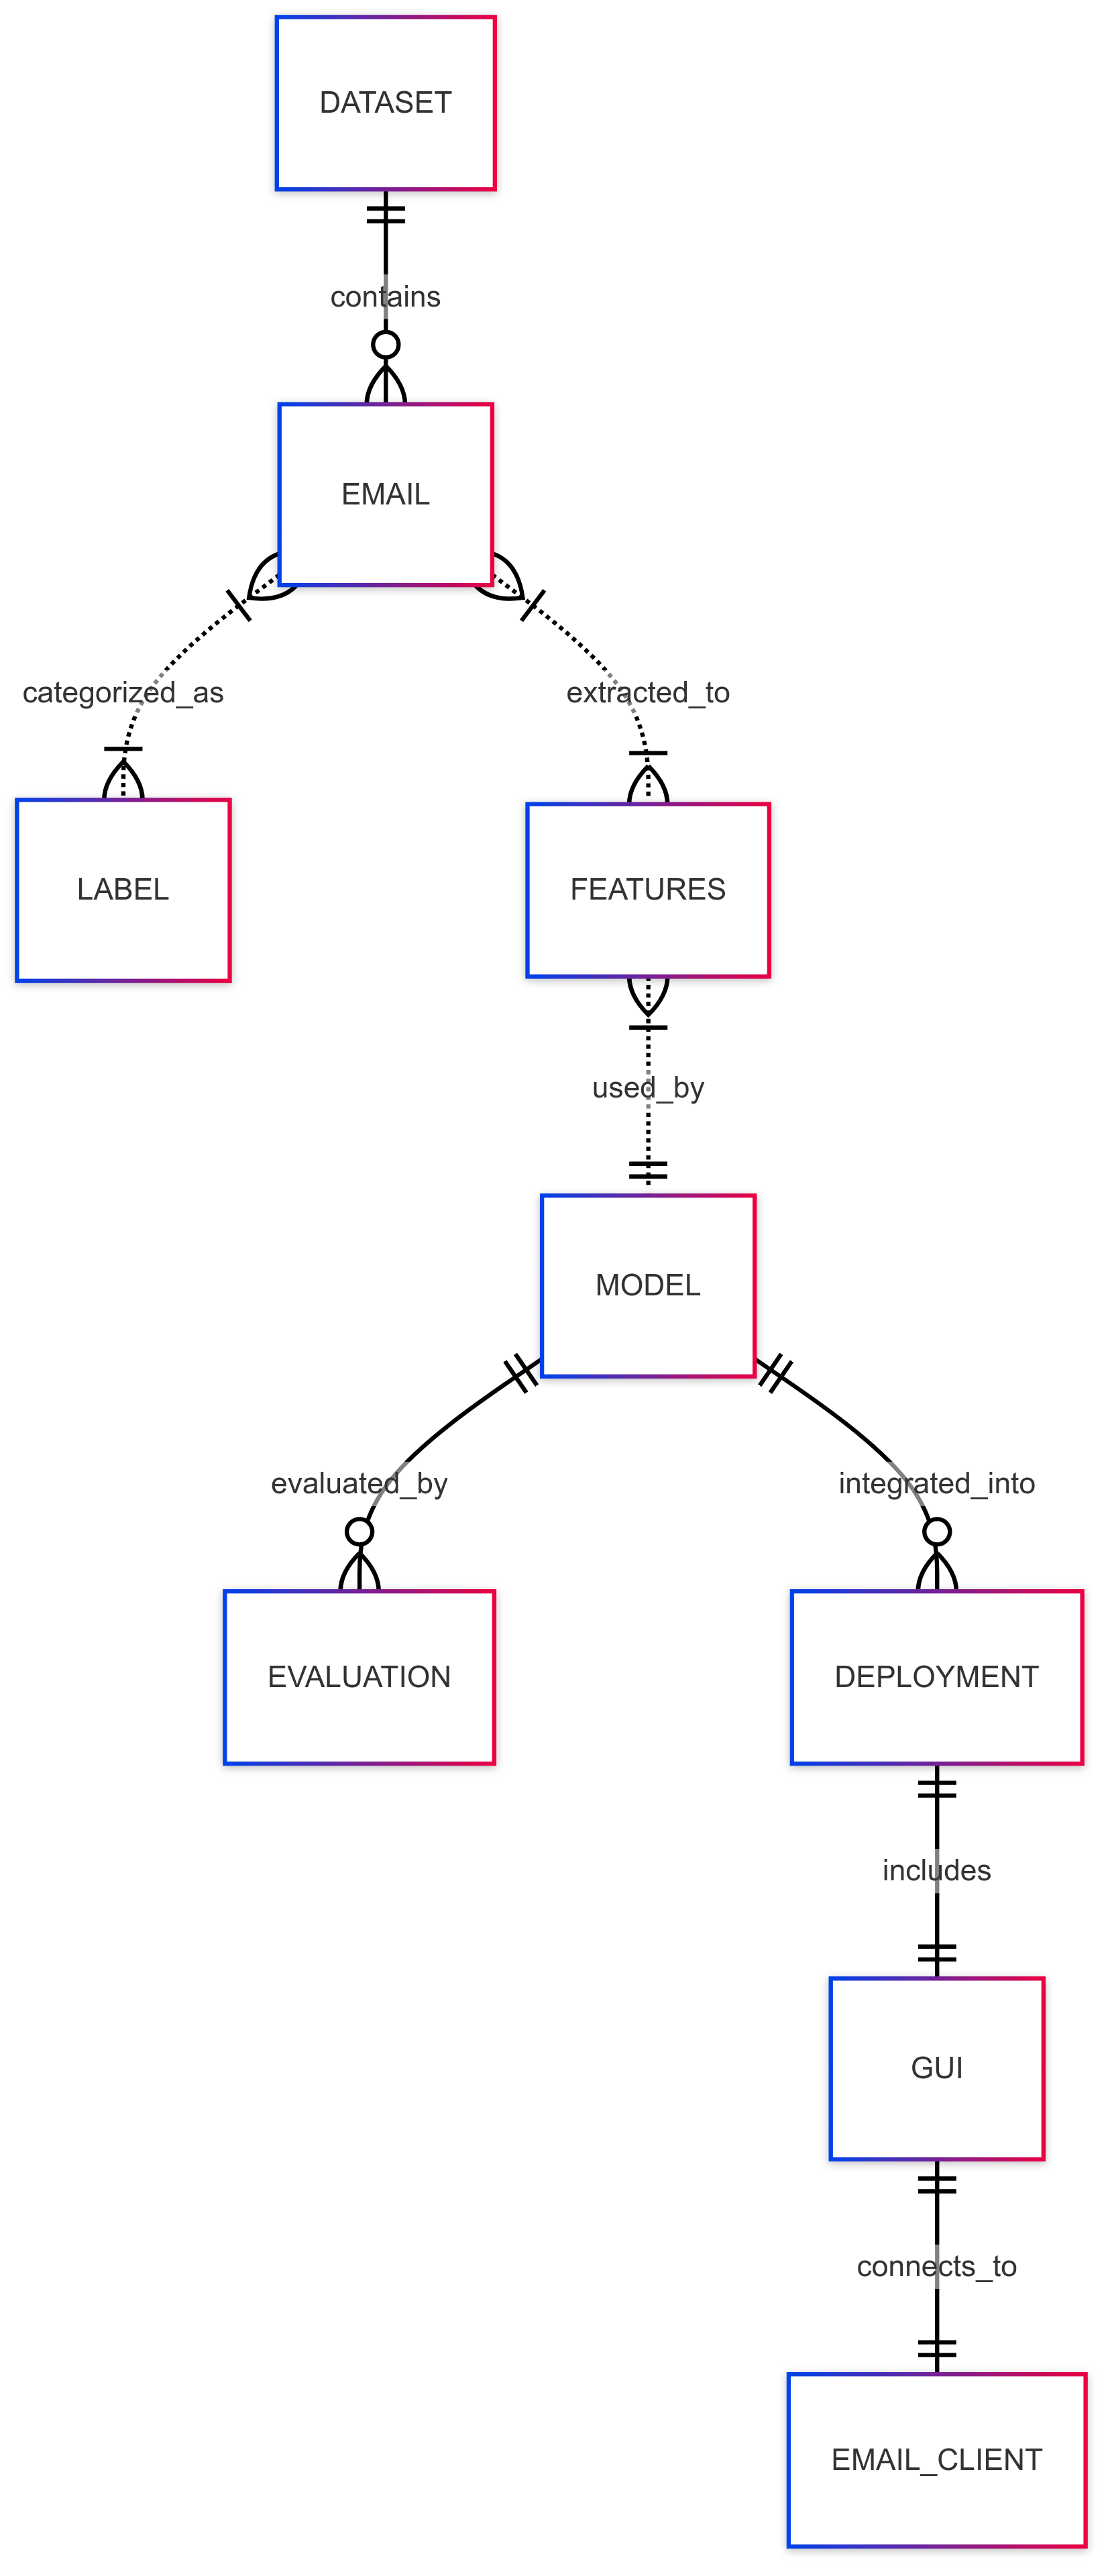 DATASET
contains
EMAIL
categorized_as
extracted_to
LABEL
FEATURES
used_by
MODEL
evaluated_by
integrated_into
EVALUATION
DEPLOYMENT
includes
GUI
connects_to
EMAIL_CLIENT